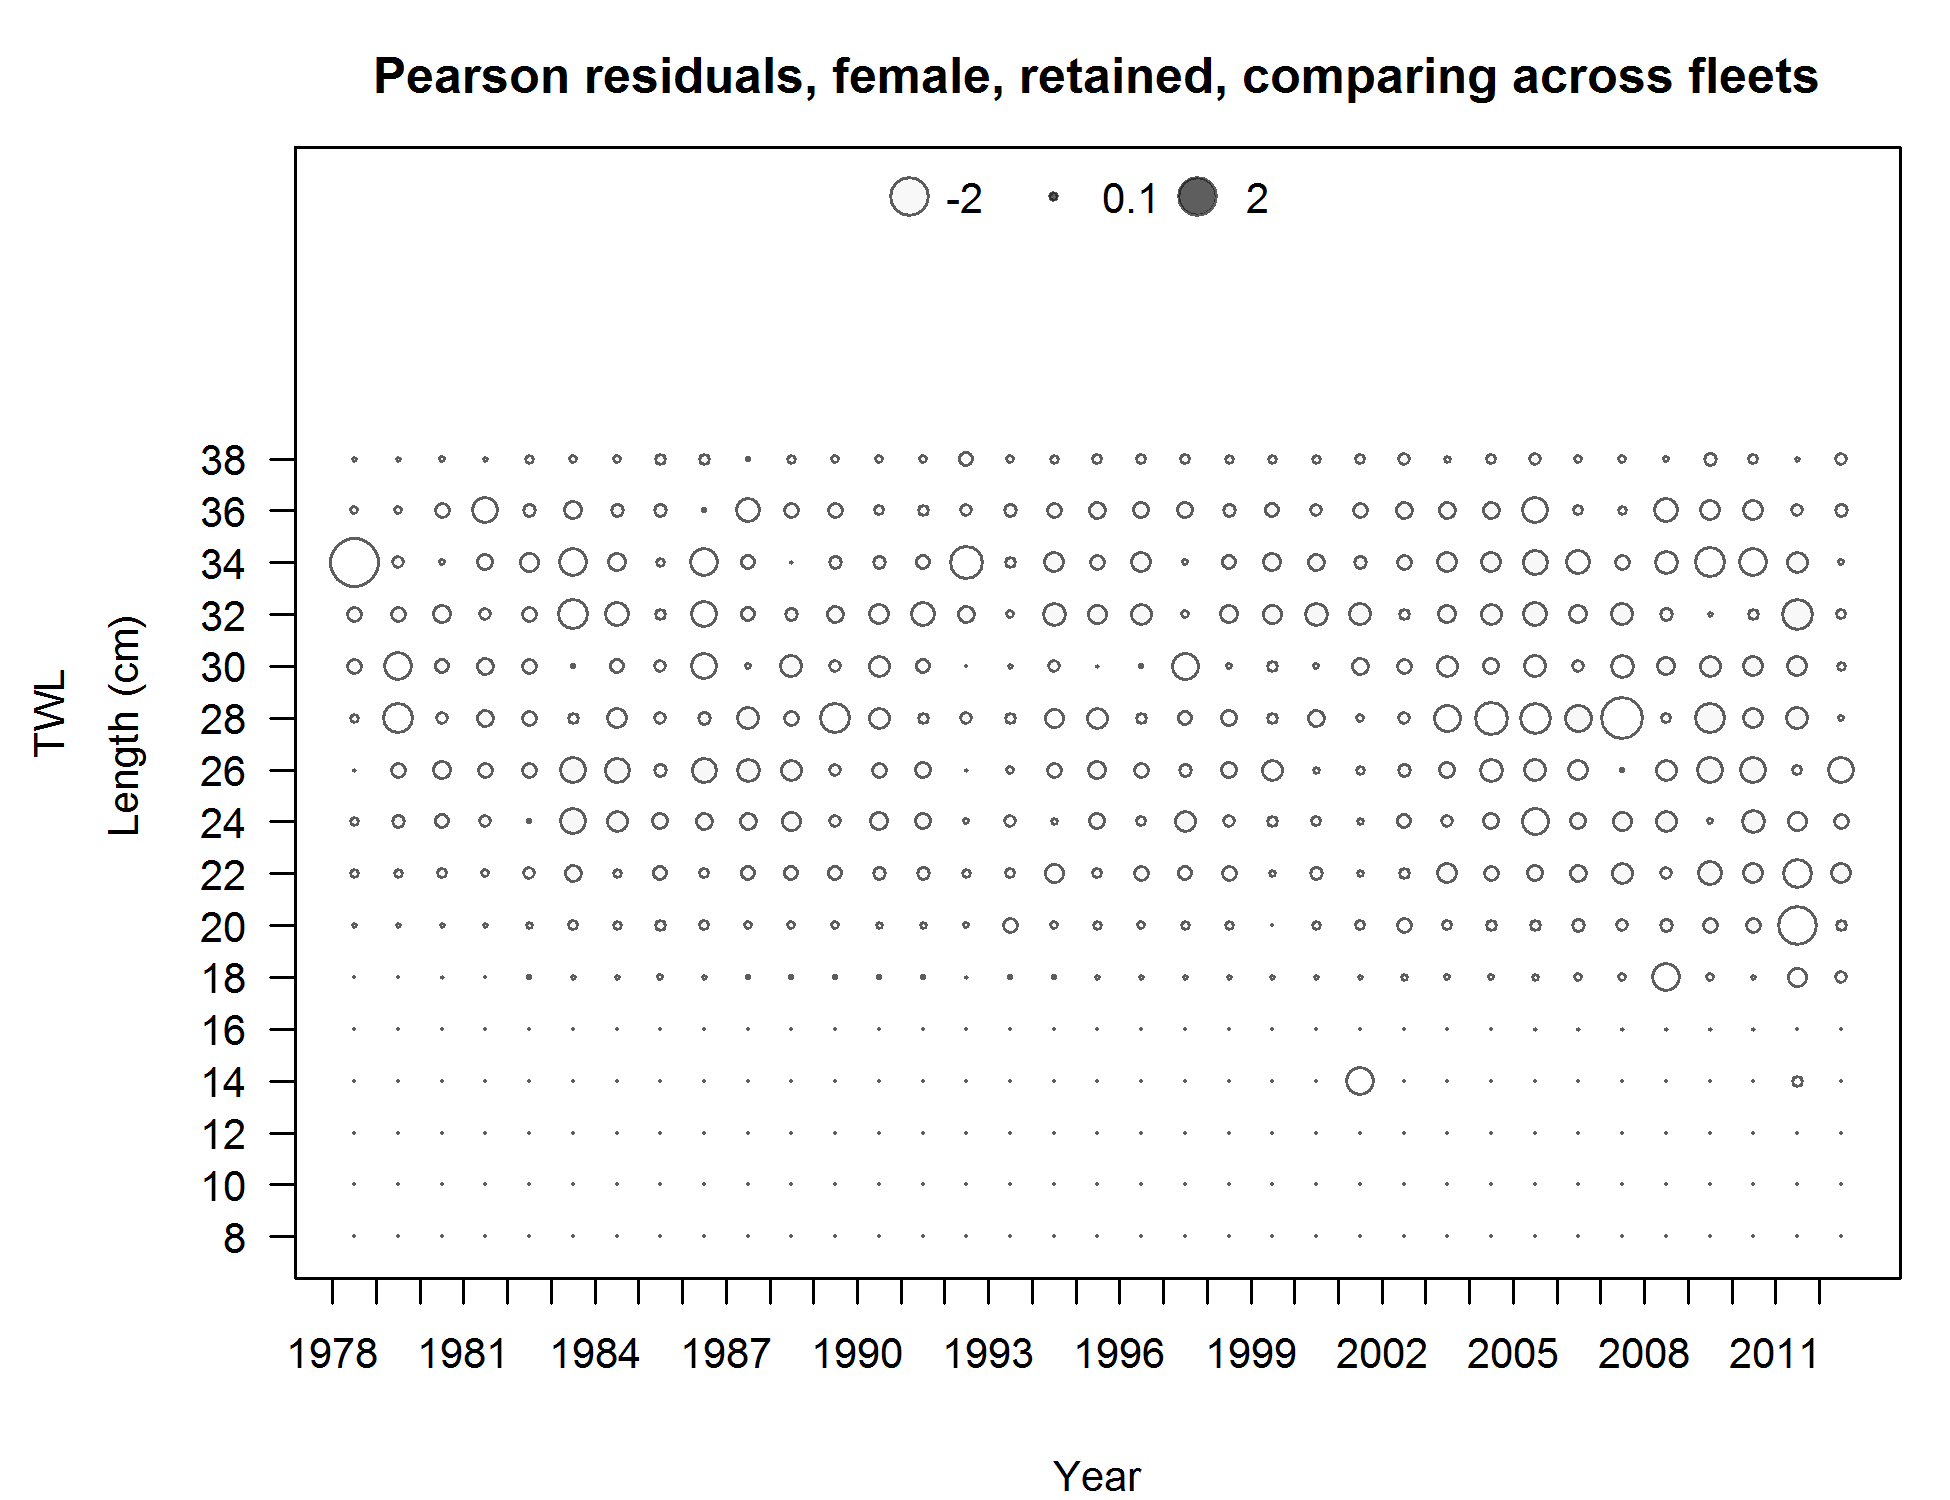 Pearson residuals, female, retained, comparing across fleets
-2 0.1 2
TWL
Length (cm)
38
36
34
32
30
28
26
24
22
20
18
16
14
12
10
8
1978 1981 1984 1987 1990 1993 1996 1999 2002 2005 2008 2011
Year